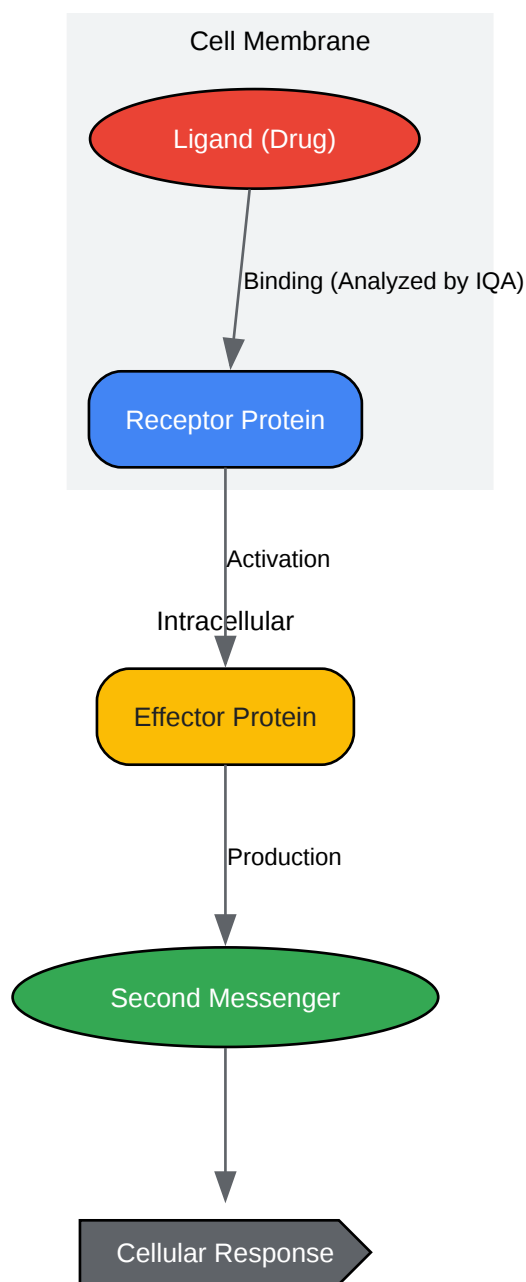 Cell Membrane
Ligand (Drug)
Binding (Analyzed by IQA)
Receptor Protein
Activation
Intracellular
Effector Protein
Production
Second Messenger
Cellular Response